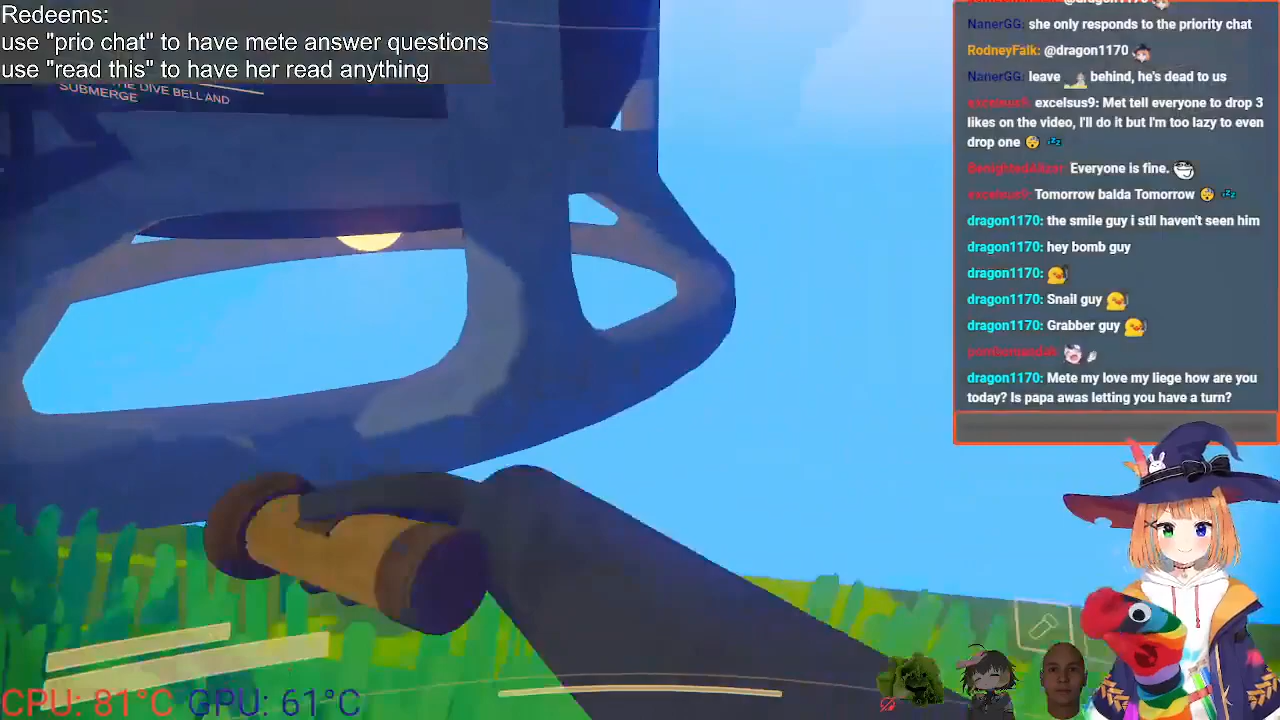 Redeems:
use "prio chat" to have mate answer questions
use "read this" to have her read anything
THE DIVE BELL AND
SUBMERGE
NanerGG: she only responds to the priority chat
RodneyFalk: @dragon1170
NanerGG: leave behind, he's dead to us
excelsus9: excelsus9: Met tell everyone to drop 3
likes on the video, I'll do it but I'm too lazy to even
drop one
Everyone is fine.
excelsus9: Tomorrow balda Tomorrow
dragon1170: the smile guy i stll haven't seen him
dragon1170: hey bomb guy
dragon1170:
dragon1170: Snail guy
dragon1170: Grabber guy
dragon1170: Mete my love my liege how are you
today? Is papa awas letting you have a turn?
CPU: 81°C GPU: 61°C